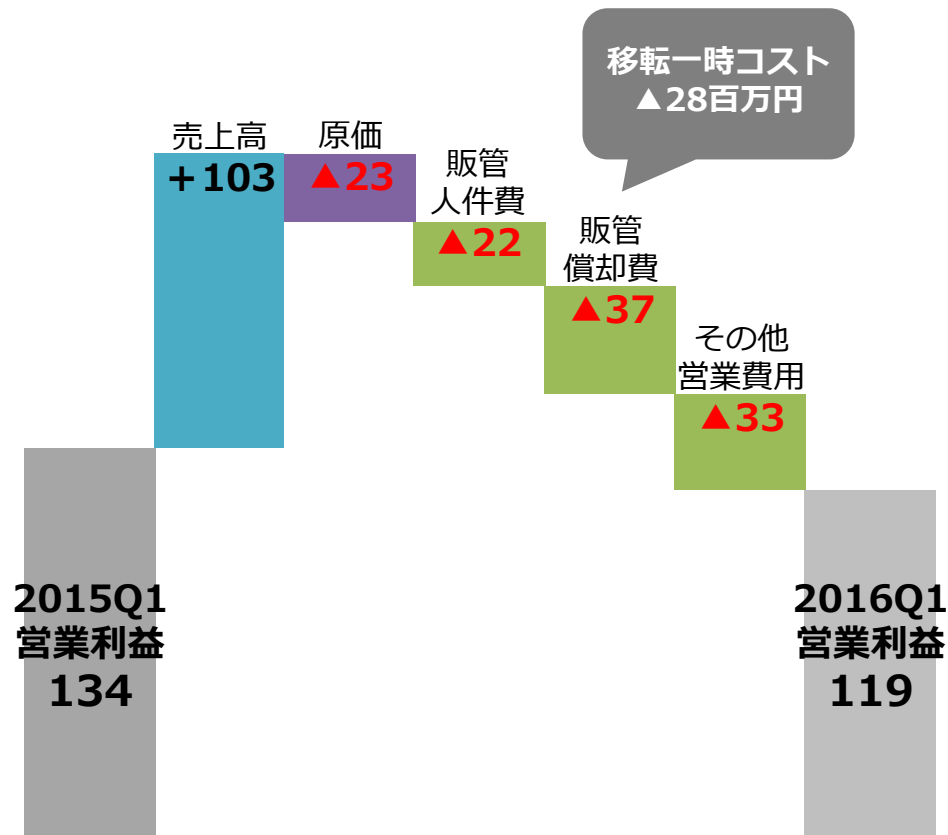 移転一時コスト
▲28百万円
売上高
+103
原価
▲23
販管
人件費
▲22
販管
償却費
▲37
その他
営業費用
▲33
2015Q1
営業利益
134
2016Q1
営業利益
119